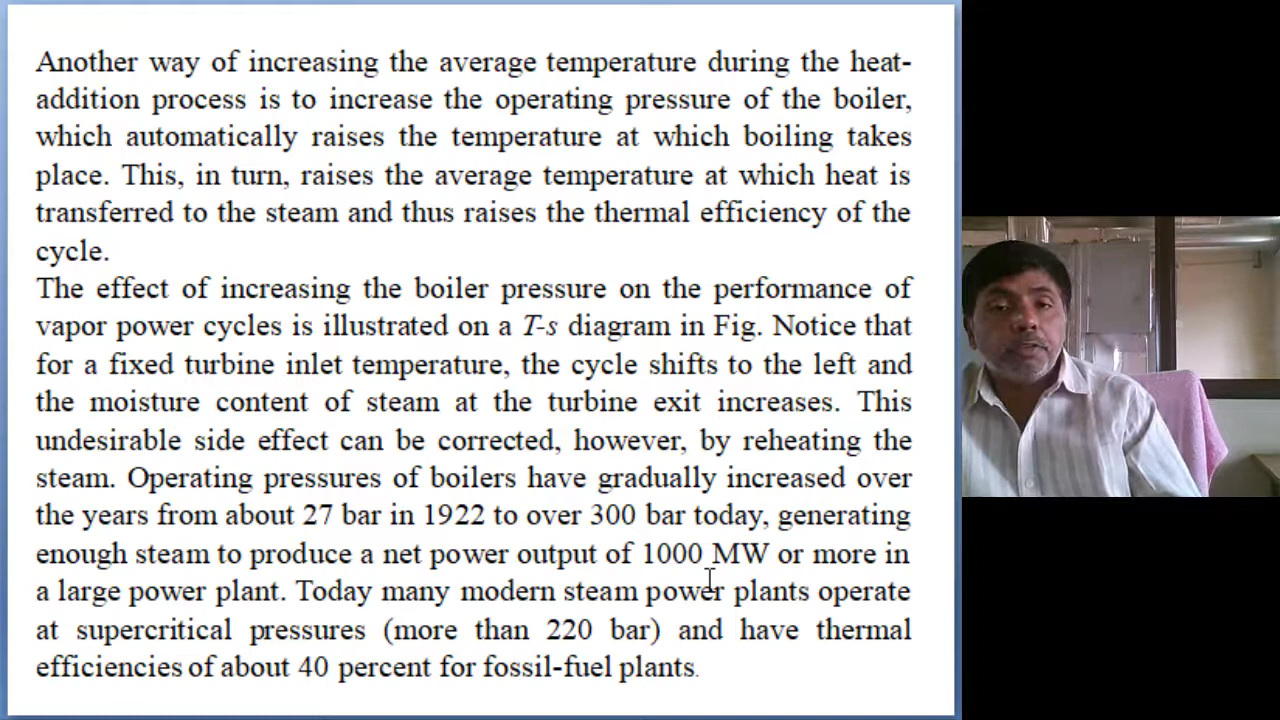 Another way of increasing the average temperature during the heat-
addition process is to increase the operating pressure of the boiler,
which automatically raises the temperature at which boiling takes
place. This, in turn, raises the average temperature at which heat is
transferred to the steam and thus raises the thermal efficiency of the
cycle.
The effect of increasing the boiler pressure on the performance of
vapor power cycles is illustrated on a T-s diagram in Fig. Notice that
for a fixed turbine inlet temperature, the cycle shifts to the left and
the moisture content of steam at the turbine exit increases. This
undesirable side effect can be corrected, however, by reheating the
steam. Operating pressures of boilers have gradually increased over
the years from about 27 bar in 1922 to over 300 bar today, generating
enough steam to produce a net power output of 1000 MW or more in
a large power plant. Today many modern steam power plants operate
at supercritical pressures (more than 220 bar) and have thermal
efficiencies of about 40 percent for fossil-fuel plants.